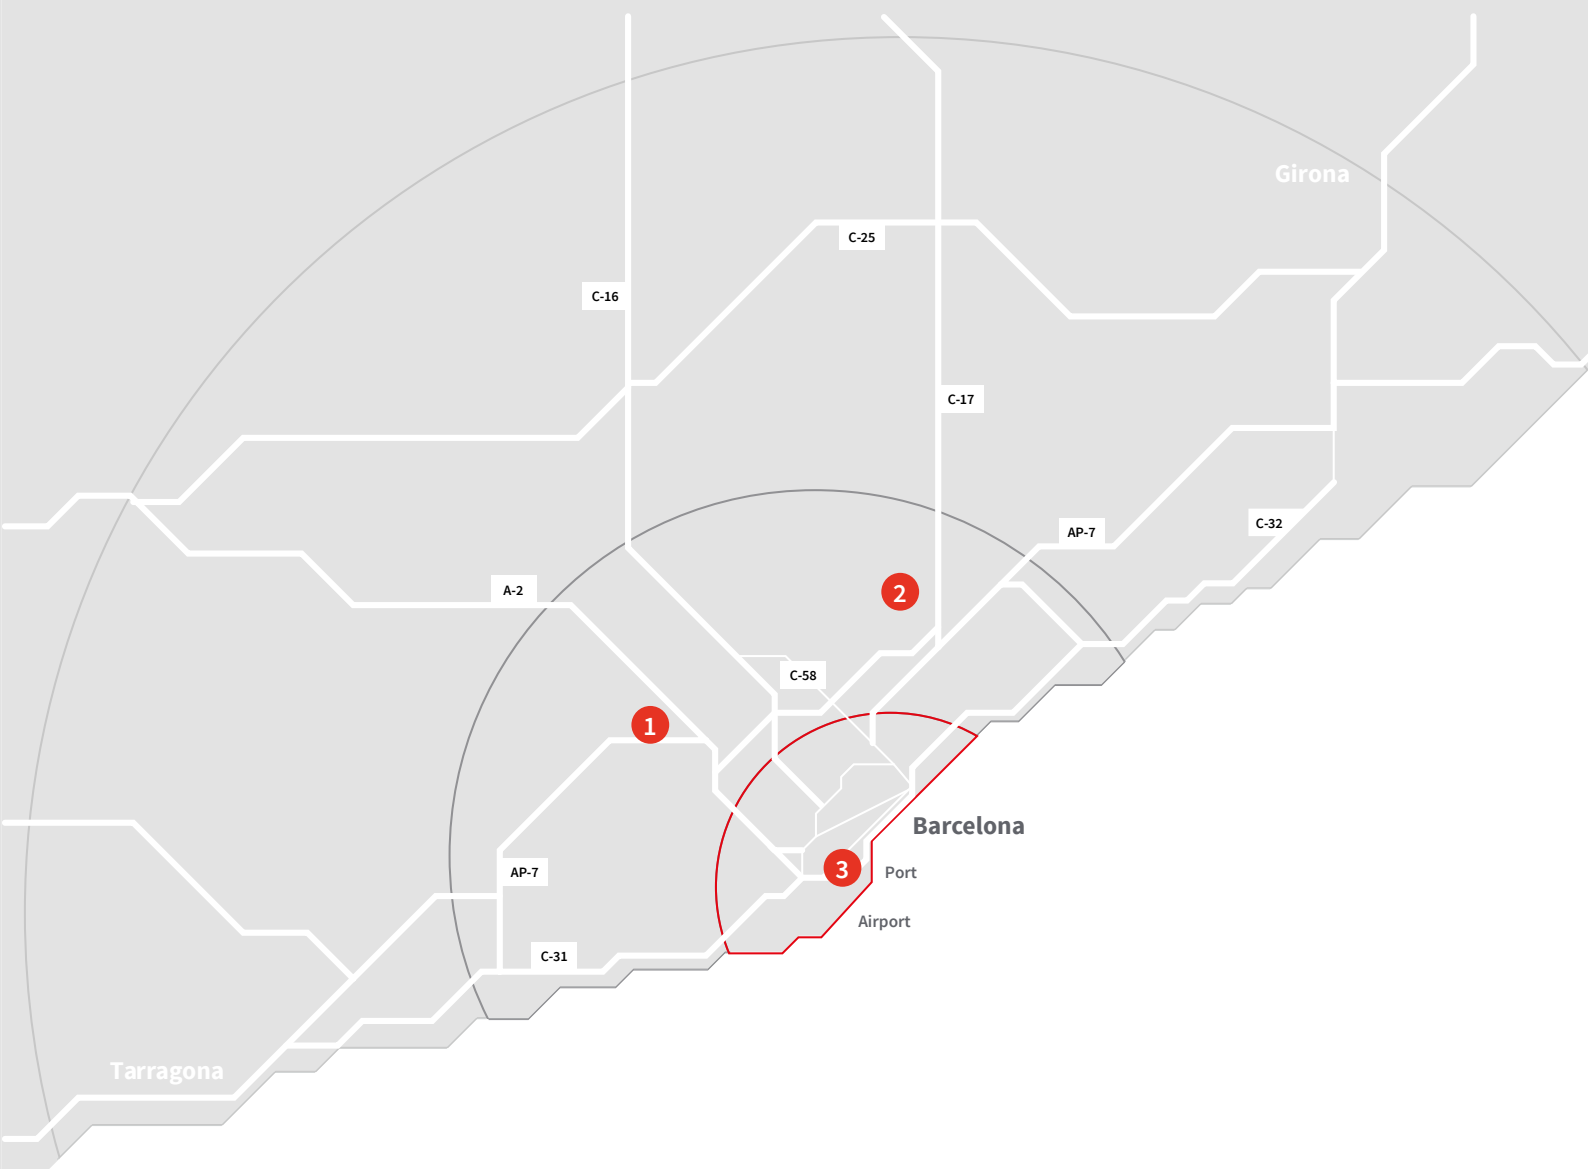 Girona
C-25
C-16
C-17
C-32
AP-7
A-2
2
C-58
1
Barcelona
3
AP-7
Port
Airport
C-31
Tarragona